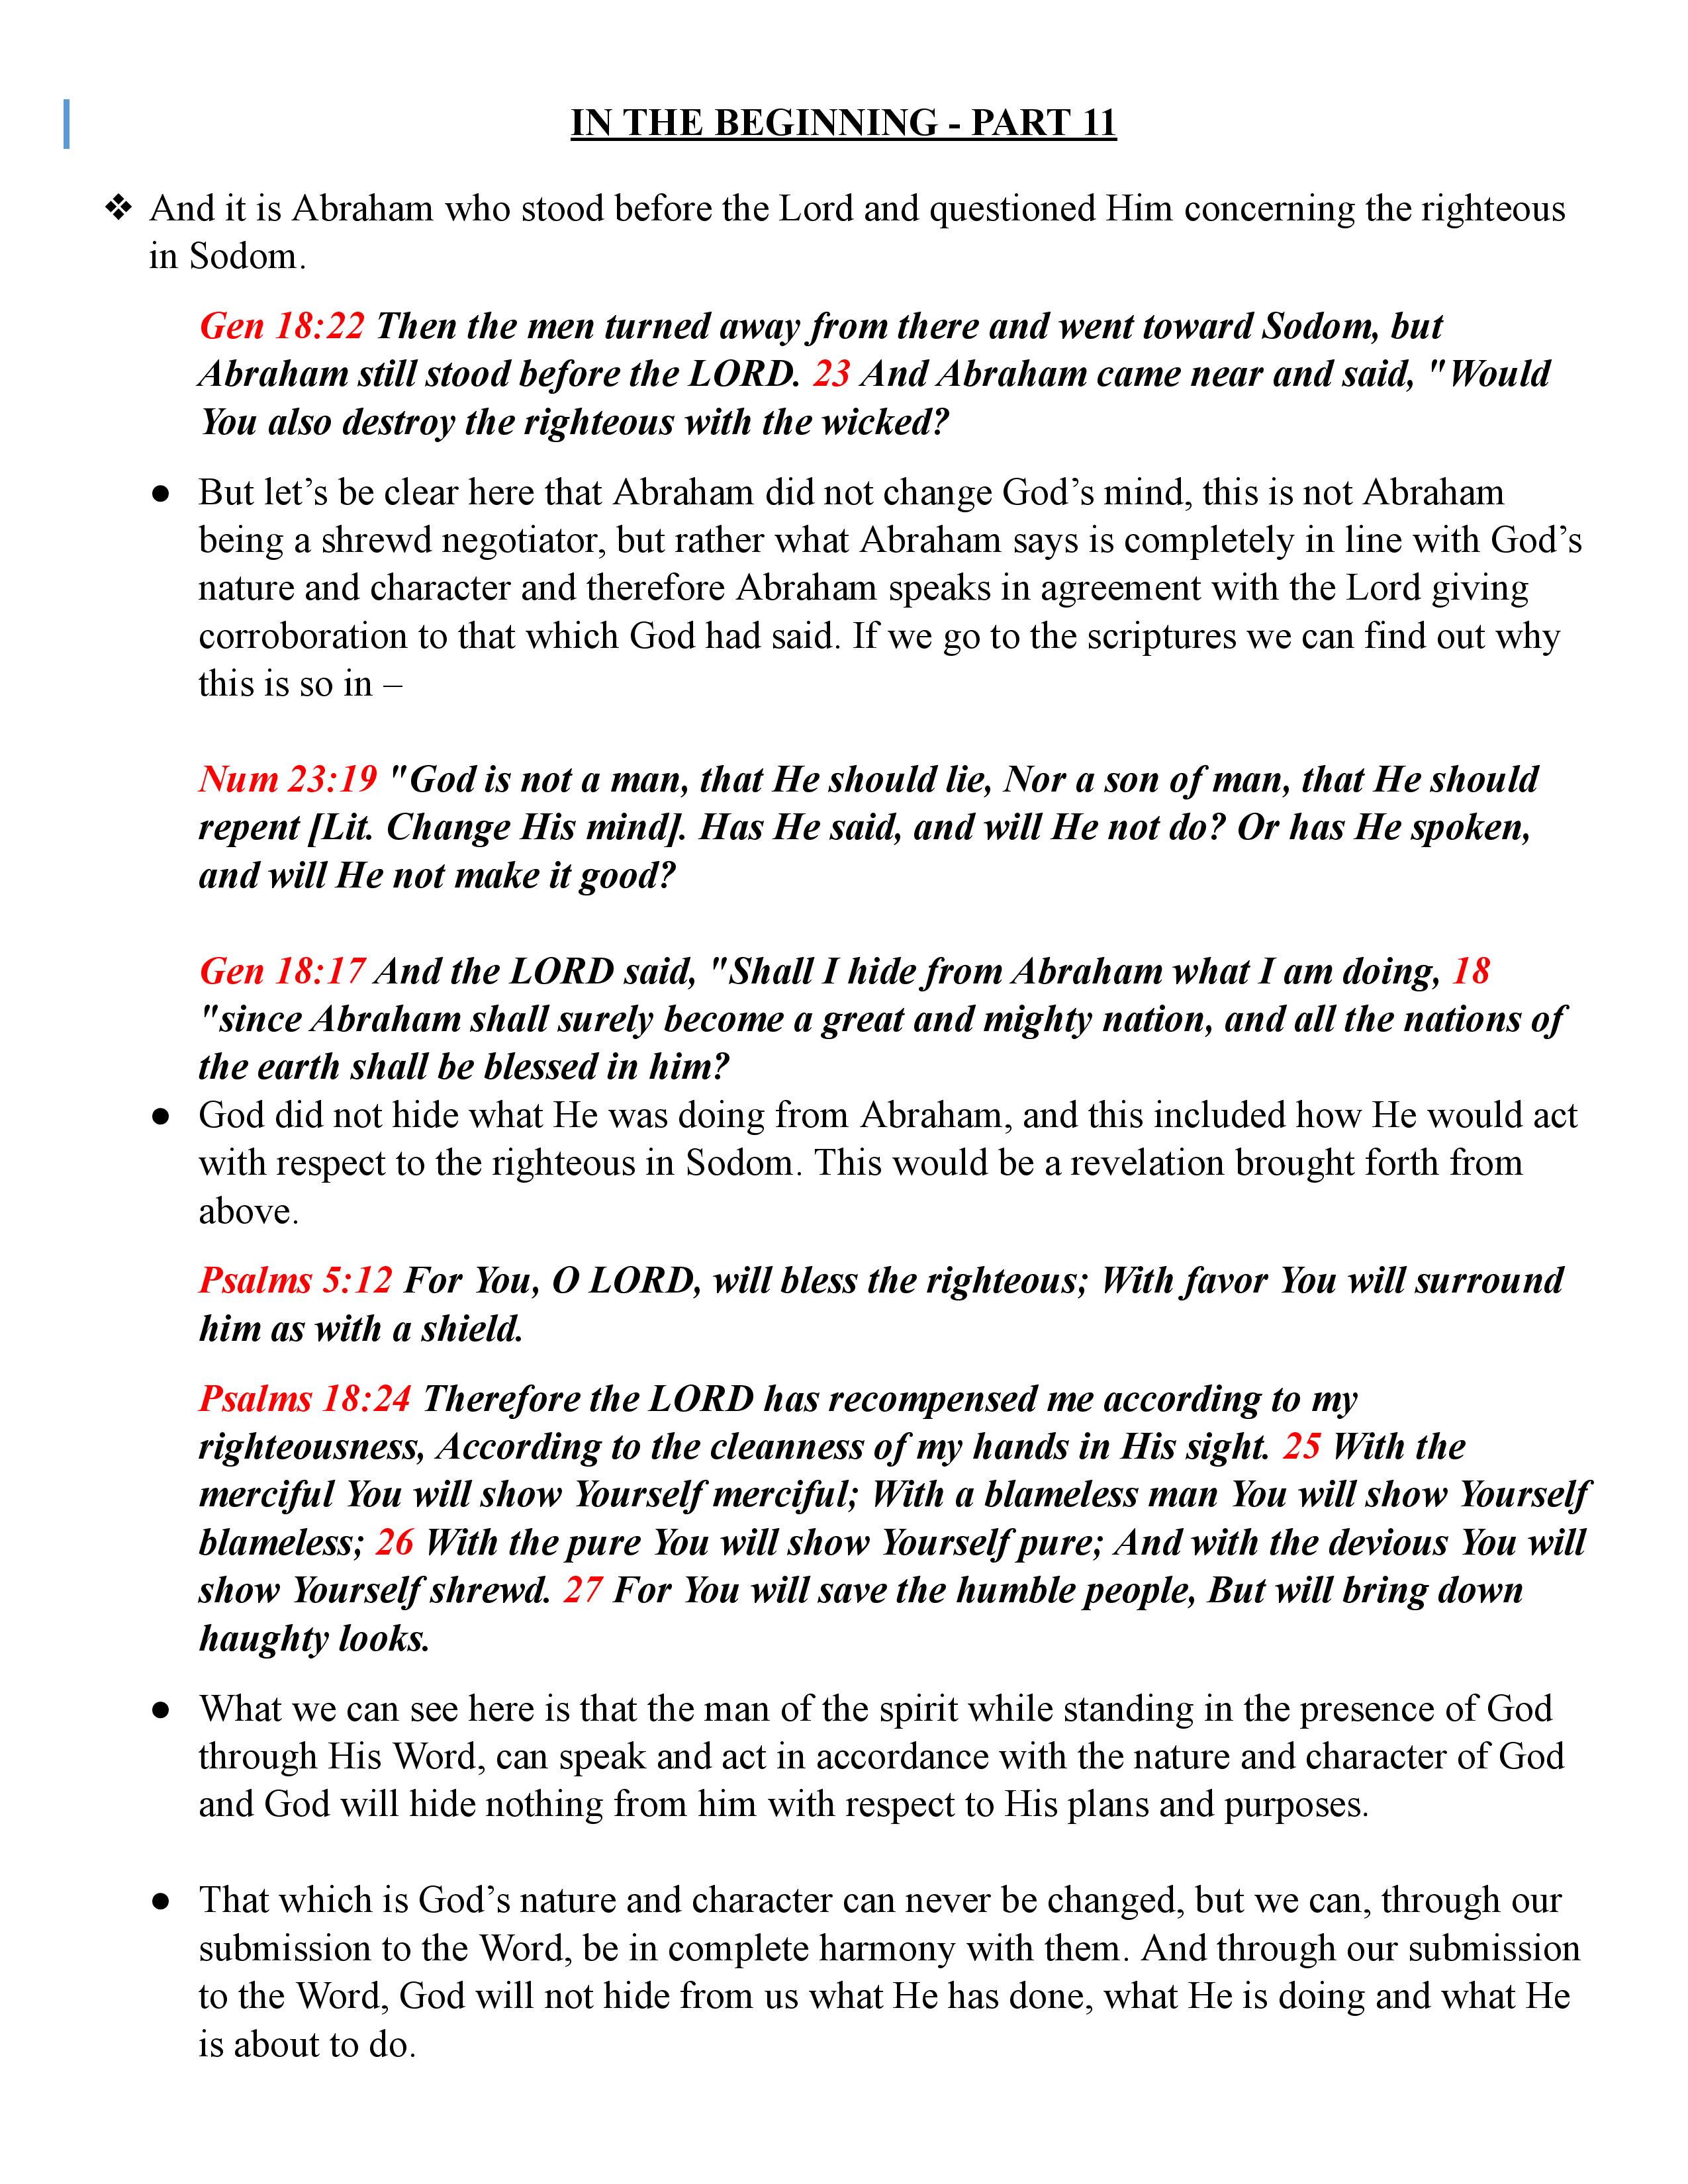 IN THE BEGINNING - PART 11
❖ And it is Abraham who stood before the Lord and questioned Him concerning the righteous
in Sodom.
Gen 18:22 Then the men turned away from there and went toward Sodom, but
Abraham still stood before the LORD. 23 And Abraham came near and said, "Would
You also destroy the righteous with the wicked?
● But let’s be clear here that Abraham did not change God’s mind, this is not Abraham
being a shrewd negotiator, but rather what Abraham says is completely in line with God’s
nature and character and therefore Abraham speaks in agreement with the Lord giving
corroboration to that which God had said. If we go to the scriptures we can find out why
this is so in –
Num 23:19 "God is not a man, that He should lie, Nor a son of man, that He should
repent [Lit. Change His mind]. Has He said, and will He not do? Or has He spoken,
and will He not make it good?
Gen 18:17 And the LORD said, "Shall I hide from Abraham what I am doing, 18
"since Abraham shall surely become a great and mighty nation, and all the nations of
the earth shall be blessed in him?
● God did not hide what He was doing from Abraham, and this included how He would act
with respect to the righteous in Sodom. This would be a revelation brought forth from
above.
Psalms 5:12 For You, O LORD, will bless the righteous; With favor You will surround
him as with a shield.
Psalms 18:24 Therefore the LORD has recompensed me according to my
righteousness, According to the cleanness of my hands in His sight. 25 With the
merciful You will show Yourself merciful; With a blameless man You will show Yourself
blameless; 26 With the pure You will show Yourself pure; And with the devious You will
show Yourself shrewd. 27 For You will save the humble people, But will bring down
haughty looks.
● What we can see here is that the man of the spirit while standing in the presence of God
through His Word, can speak and act in accordance with the nature and character of God
and God will hide nothing from him with respect to His plans and purposes.
● That which is God’s nature and character can never be changed, but we can, through our
submission to the Word, be in complete harmony with them. And through our submission
to the Word, God will not hide from us what He has done, what He is doing and what He
is about to do.